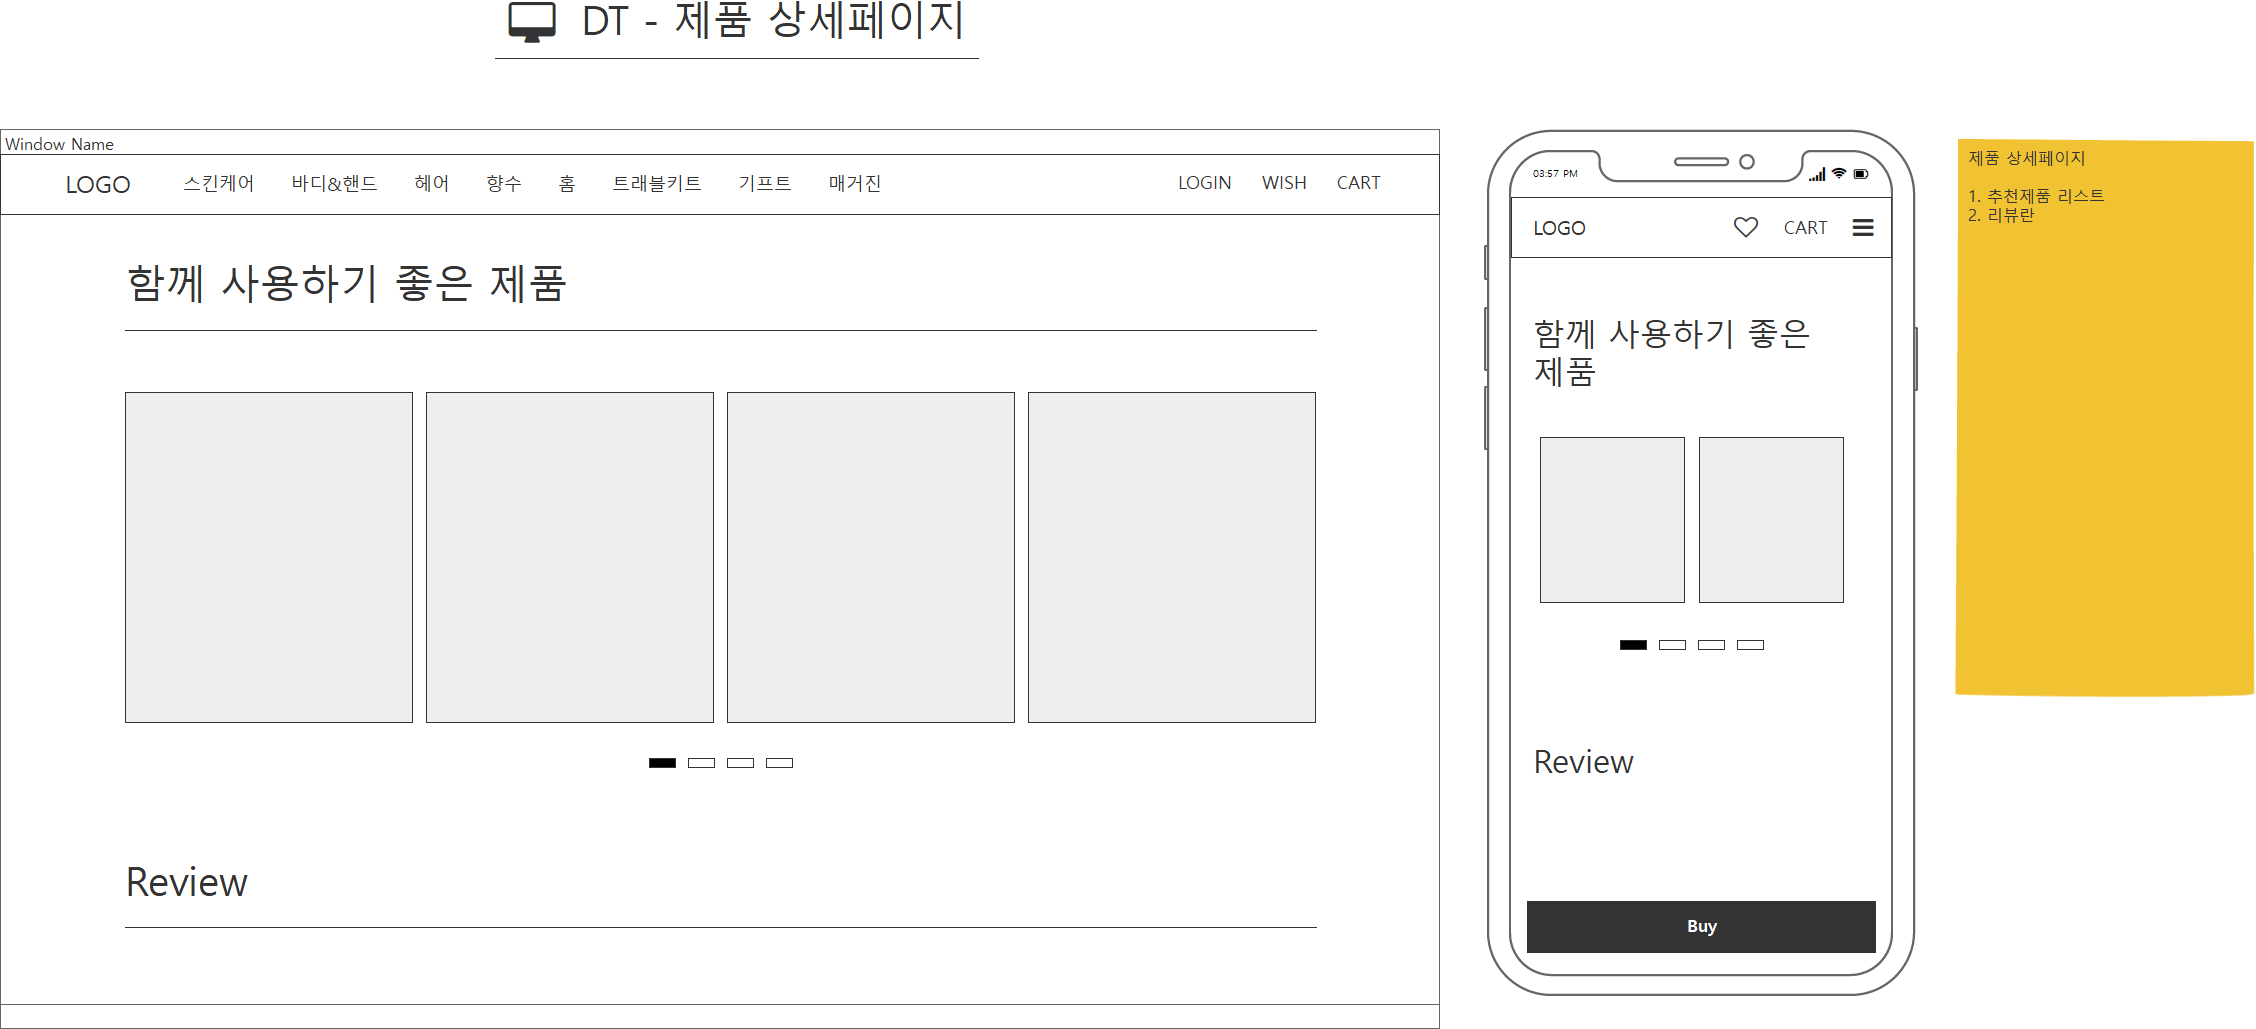 DT - 제품 상세페이지
Window Name
LOGO 스킨케어 바디&핸드 헤어 향수 홈 트래블키트 기프트 매거진 LOGIN WISH CART
함께 사용하기 좋은 제품
Review
03:57 PM
LOGO CART
함께 사용하기 좋은
제품
Review
Buy
제품 상세페이지
1. 추천제품 리스트
2. 리뷰란